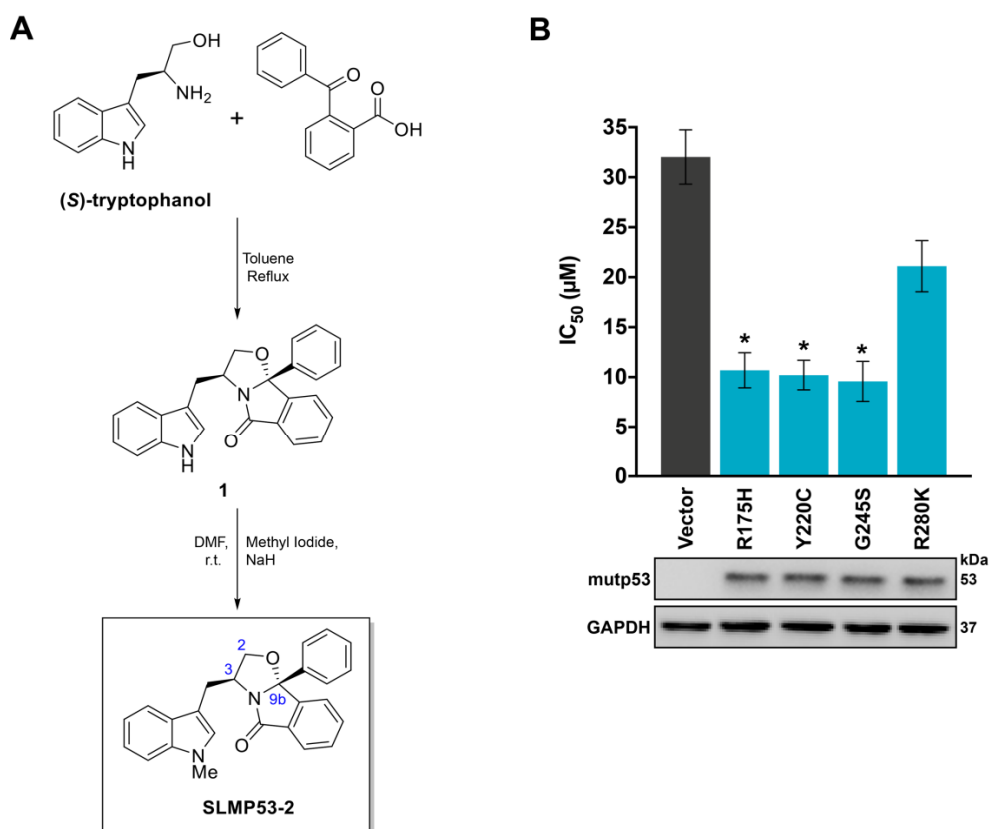 A
OH
NH₂
N
H
(S)-tryptophanol
+
O
O
OH
Toluene
Reflux
O
N
O
N
H
1
DMF,
r.t.
Methyl Iodide,
NaH
2
O
3
N
9b
O
N
Me
SLMP53-2
B
IC₅₀ (µM)
35
30
25
20
15
10
5
0
* * *
Vector
R175H
Y220C
G245S
R280K
kDa
mutp53 53
GAPDH 37